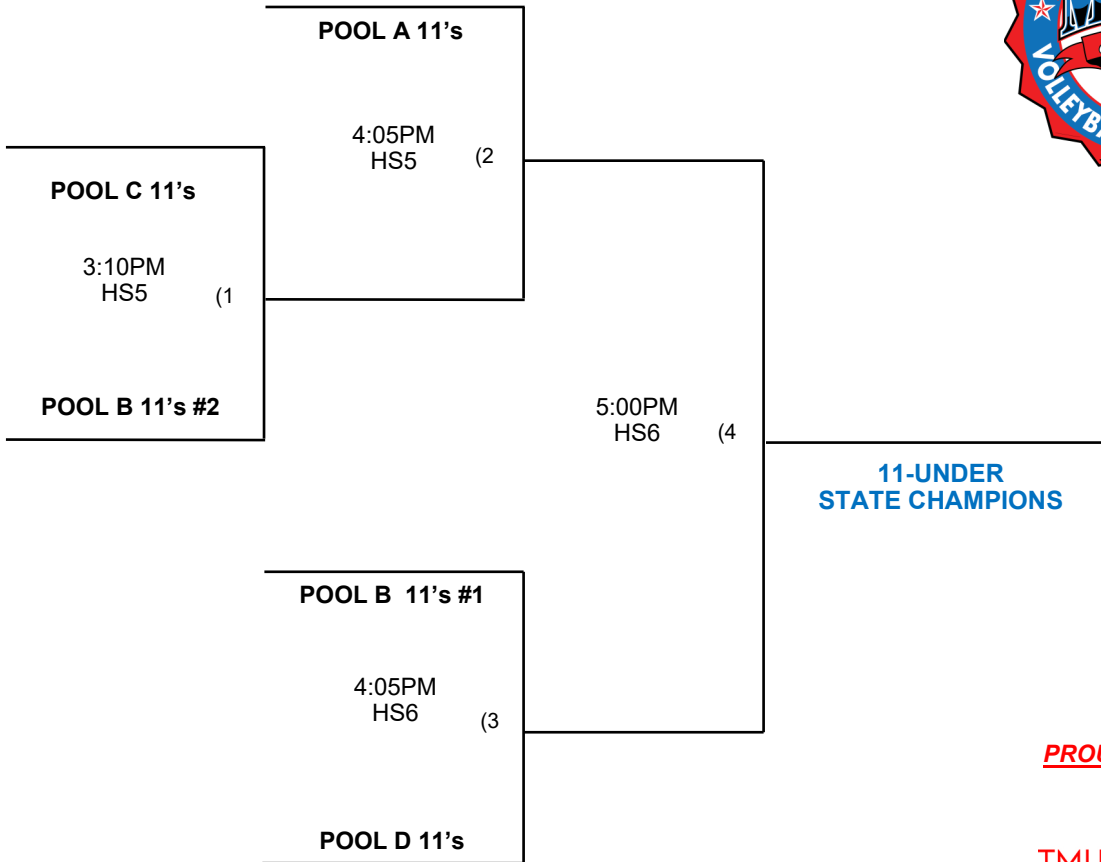 POOL A 11’s
4:05PM
HS5 (2
POOL C 11’s
3:10PM
HS5 (1
POOL B 11’s #2
5:00PM
HS6 (4
11-UNDER
STATE CHAMPIONS
POOL B 11’s #1
4:05PM
HS6 (3
POOL D 11’s